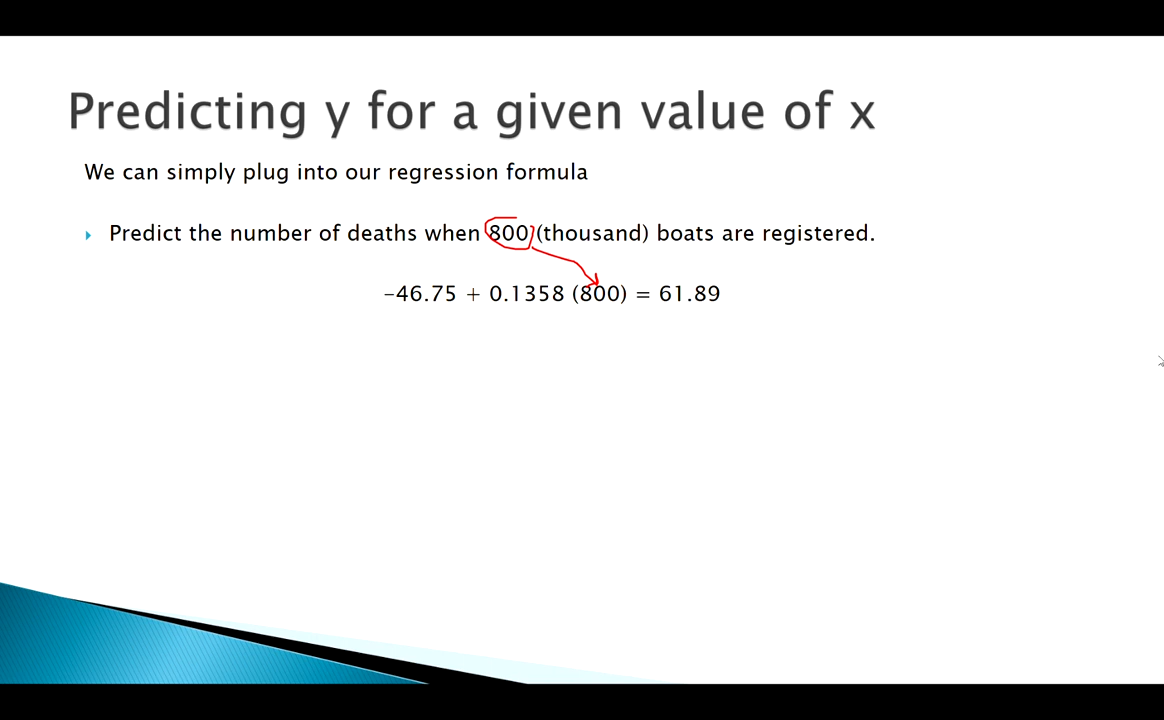 Predicting y for a given value of x
We can simply plug into our regression formula
Predict the number of deaths when 800 (thousand) boats are registered.
-46.75 + 0.1358 (800) = 61.89